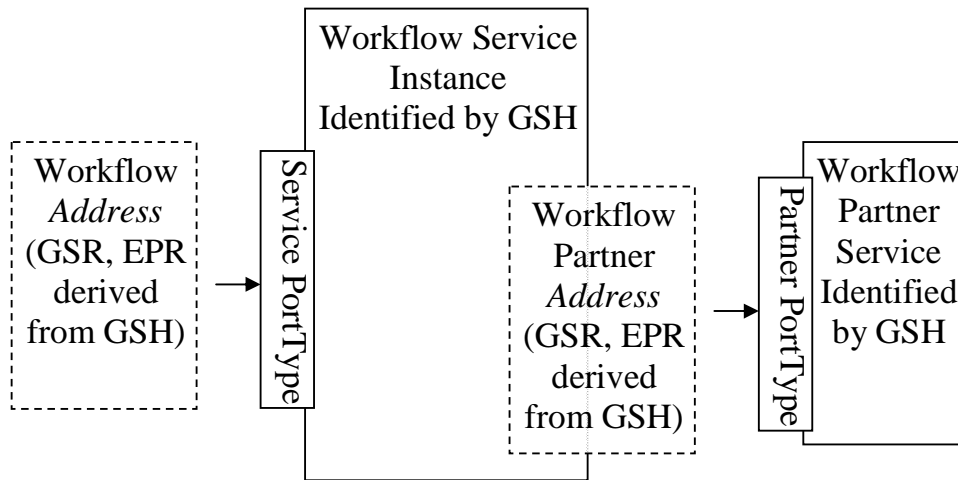 Workflow Service
Instance
Identified by GSH
Workflow
Address
(GSR, EPR
derived
from GSH)
Service PortType
Workflow
Partner
Address
(GSR, EPR
derived
from GSH)
Partner PortType
Workflow
Partner
Service
Identified
by GSH